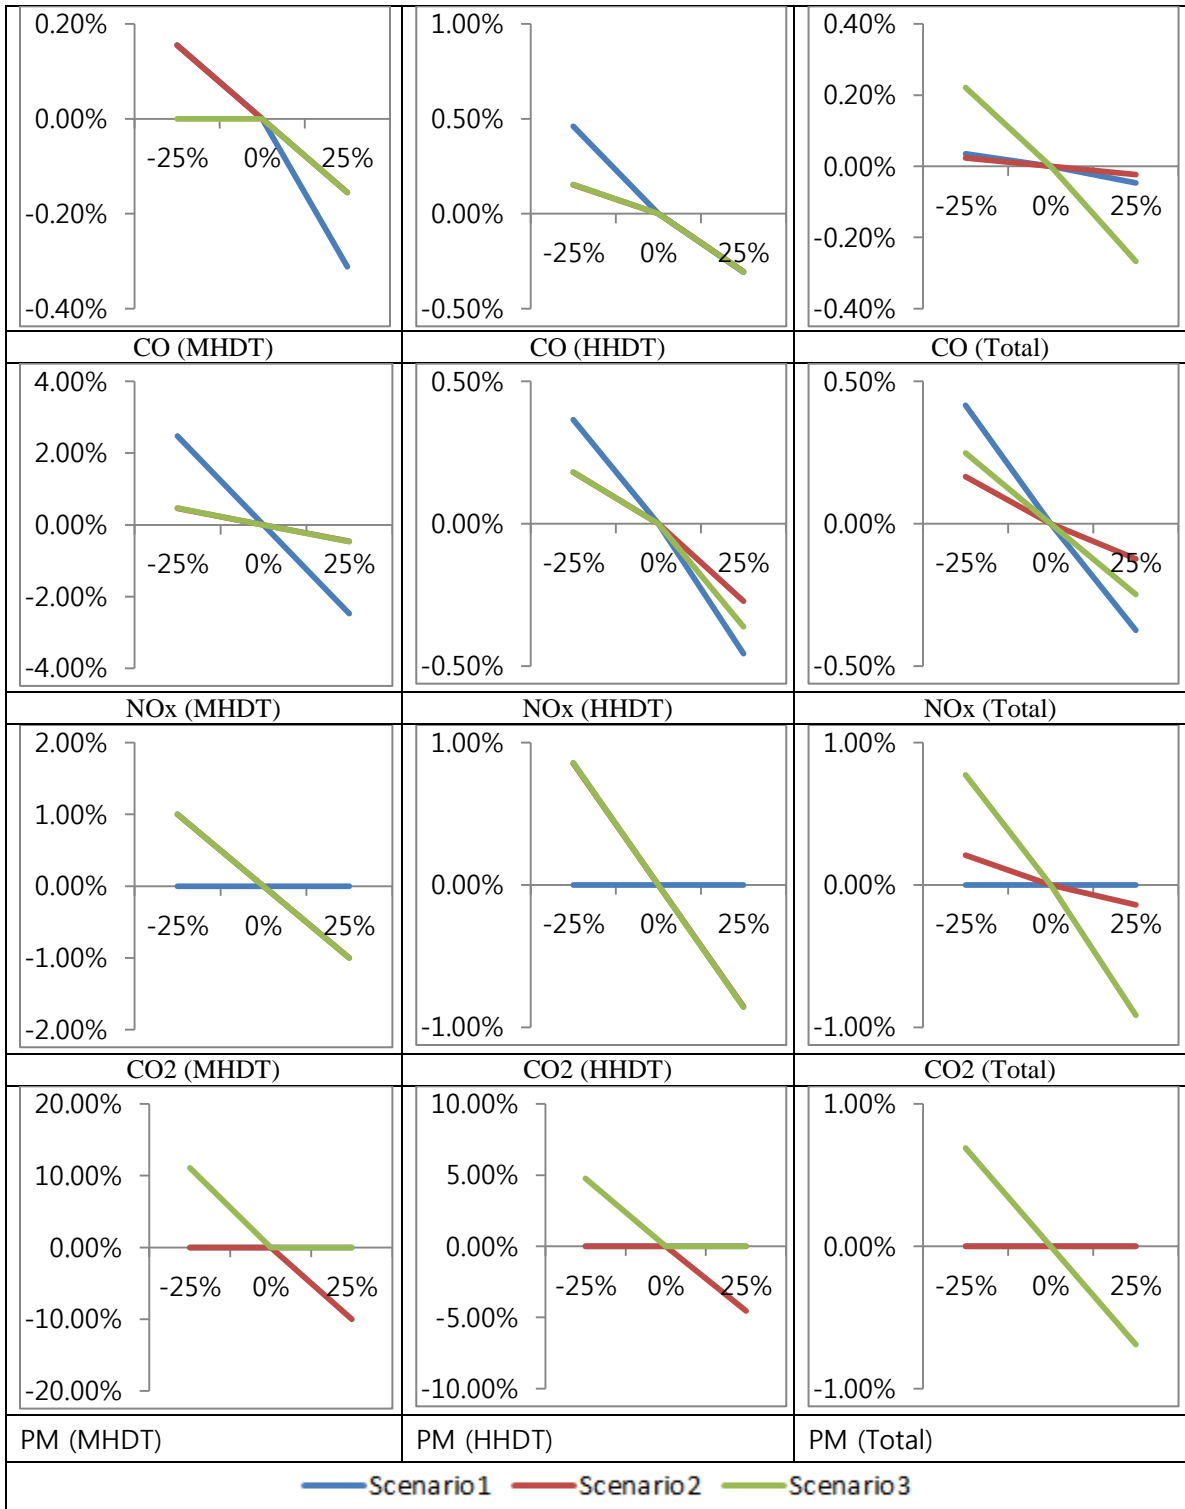 0.20%
0.00%
-0.20%
-0.40%
-25% 0% 25%
1.00%
0.50%
0.00%
-0.50%
-25% 0% 25%
0.40%
0.20%
0.00%
-0.20%
-0.40%
-25% 0% 25%
CO (MHDT)
CO (HHDT)
CO (Total)
4.00%
2.00%
0.00%
-2.00%
-4.00%
-25% 0% 25%
0.50%
0.00%
-0.50%
-25% 0% 25%
0.50%
0.00%
-0.50%
-25% 0% 25%
NOx (MHDT)
NOx (HHDT)
NOx (Total)
2.00%
1.00%
0.00%
-1.00%
-2.00%
-25% 0% 25%
1.00%
0.00%
-1.00%
-25% 0% 25%
1.00%
0.00%
-1.00%
-25% 0% 25%
CO2 (MHDT)
CO2 (HHDT)
CO2 (Total)
20.00%
10.00%
0.00%
-10.00%
-20.00%
-25% 0% 25%
10.00%
5.00%
0.00%
-5.00%
-10.00%
-25% 0% 25%
1.00%
0.00%
-1.00%
-25% 0% 25%
PM (MHDT)
PM (HHDT)
PM (Total)
Scenario1 Scenario2 Scenario3